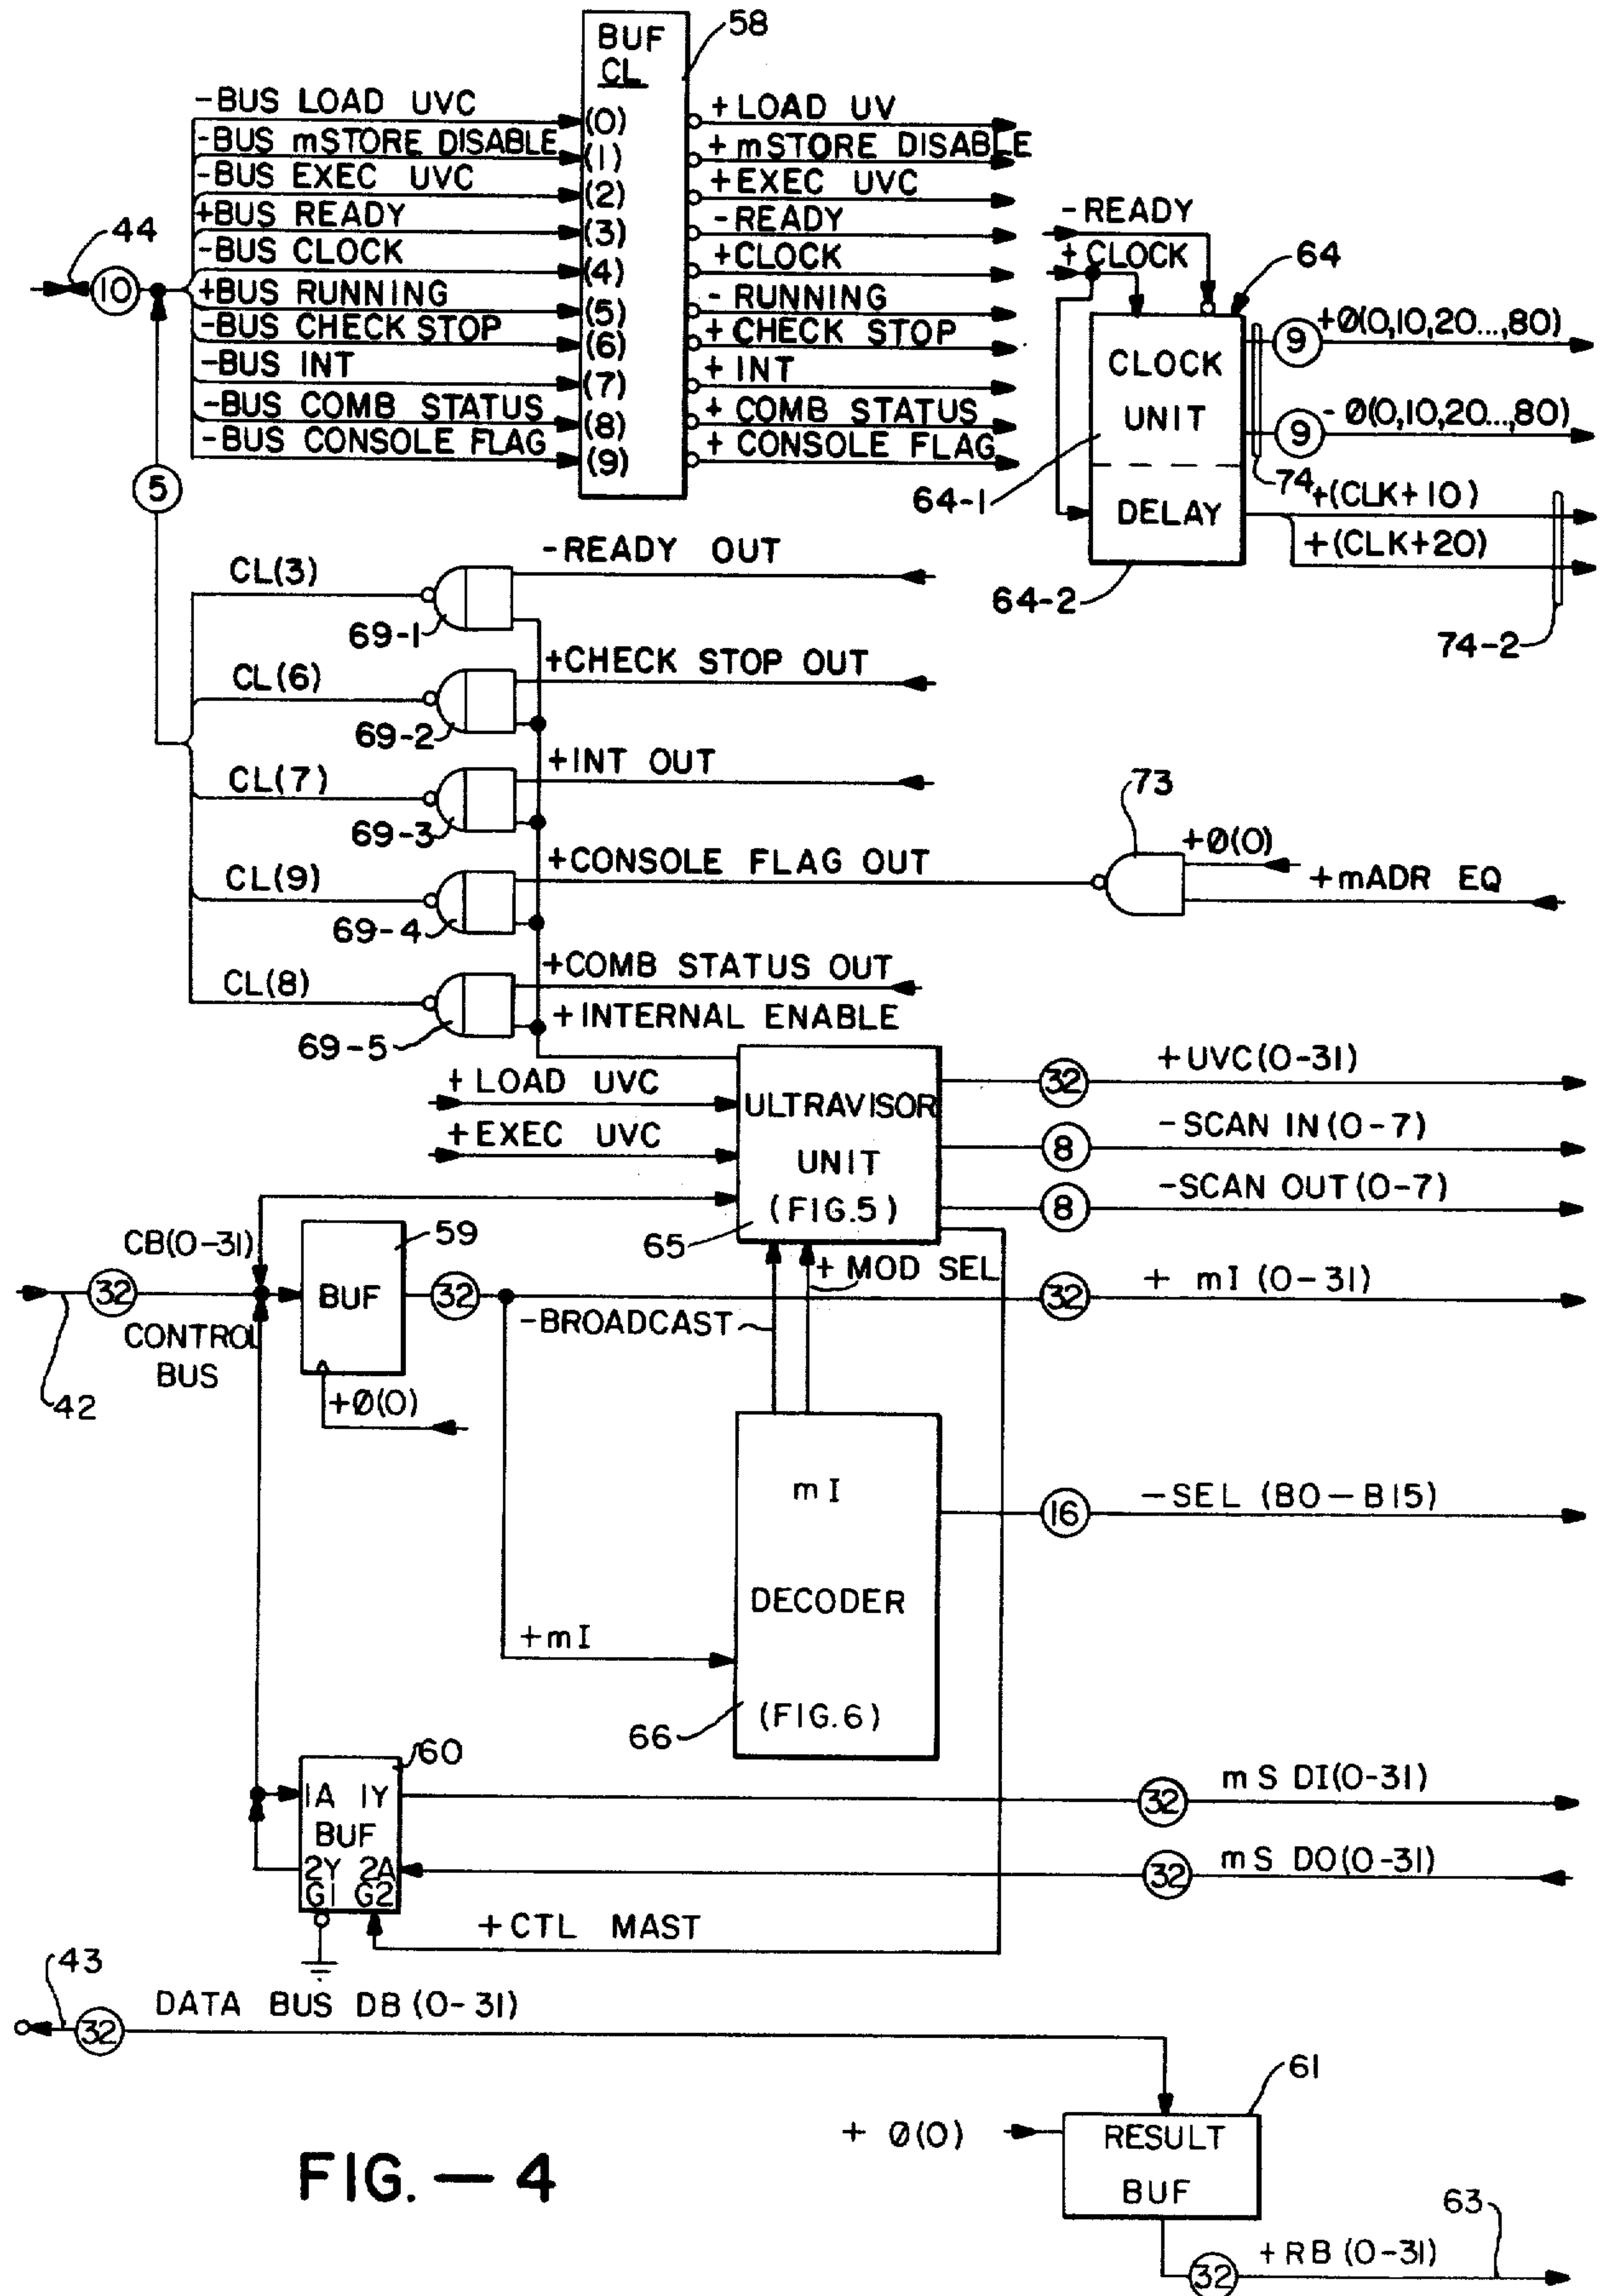 BUF
CL
58
-BUS LOAD UVC
(0)
+LOAD UV
-BUS mSTORE DISABLE
(1)
+mSTORE DISABLE
-BUS EXEC UVC
(2)
+EXEC UVC
+BUS READY
(3)
-READY
-BUS CLOCK
(4)
+CLOCK
+BUS RUNNING
(5)
-RUNNING
-BUS CHECK STOP
(6)
+CHECK STOP
-BUS INT
(7)
+INT
-BUS COMB STATUS
(8)
+COMB STATUS
-BUS CONSOLE FLAG
(9)
+CONSOLE FLAG
44
10
5
-READY
+CLOCK
64
CLOCK
UNIT
DELAY
9
+Ø(0,10,20...,80)
9
-Ø(0,10,20...,80)
64-1
74
+(CLK+10)
+(CLK+20)
64-2
74-2
-READY OUT
CL(3)
69-1
+CHECK STOP OUT
CL(6)
69-2
+INT OUT
CL(7)
69-3
73
+Ø(0)
+mADR EQ
+CONSOLE FLAG OUT
CL(9)
69-4
+COMB STATUS OUT
CL(8)
69-5
+INTERNAL ENABLE
+LOAD UVC
+EXEC UVC
ULTRAVISOR
UNIT
(FIG.5)
65
32
+UVC(0-31)
8
-SCAN IN(0-7)
8
-SCAN OUT(0-7)
CB(0-31)
59
32
BUF
32
+MOD SEL
32
+ mI (0-31)
CONTROL
BUS
42
-BROADCAST
+Ø(0)
mI
DECODER
(FIG.6)
66
+mI
16
-SEL (B0-B15)
60
1A 1Y
BUF
2Y 2A
G1 G2
32
mS DI(0-31)
32
mS DO(0-31)
+CTL MAST
43
32
DATA BUS DB(0-31)
61
+ Ø(0)
RESULT
BUF
63
32
+RB (0-31)
FIG.-4